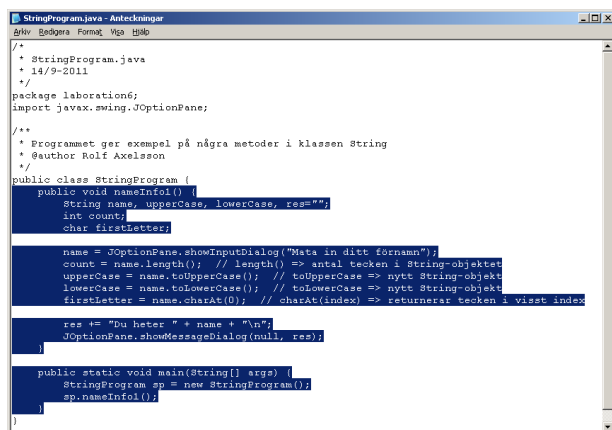 StringProgram.java - Anteckningar
Arkiv Redigera Format Visa Hjälp
/*
 * StringProgram.java
 * 14/9-2011
 */
package laboration6;
import javax.swing.JOptionPane;
/**
 * Programmet ger exempel på några metoder i klassen String
 * @author Rolf Axelsson
 */
public class StringProgram {
    public void nameInfo1() {
        String name, upperCase, lowerCase, res="";
        int count;
        char firstLetter;
        name = JOptionPane.showInputDialog("Mata in ditt förnamn");
        count = name.length();  // length() => antal tecken i String-objektet
        upperCase = name.toUpperCase();  // toUpperCase => nytt String-objekt
        lowerCase = name.toLowerCase();  // toLowerCase => nytt String-objekt
        firstLetter = name.charAt(0);  // charAt(index) => returnerar tecken i visst index
        res += "Du heter " + name + "\n";
        JOptionPane.showMessageDialog(null, res);
    }
    public static void main(String[] args) {
        StringProgram sp = new StringProgram();
        sp.nameInfo1();
    }
}